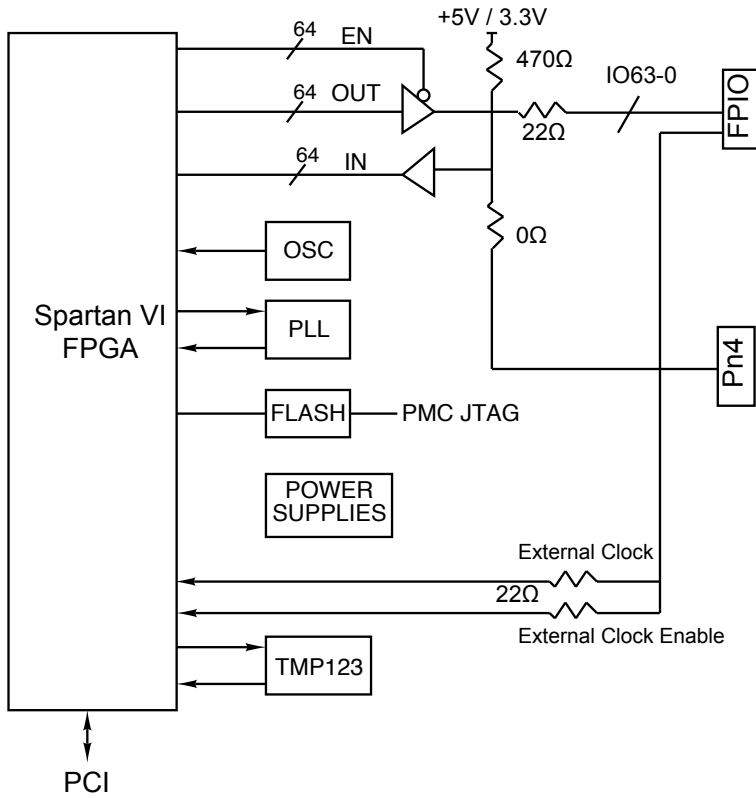 +5V / 3.3V
64 EN
470Ω
IO63-0
FPIO
64 OUT
22Ω
64 IN
0Ω
OSC
Spartan VI
FPGA
PLL
Pn4
FLASH
PMC JTAG
POWER
SUPPLIES
External Clock
22Ω
External Clock Enable
TMP123
PCI